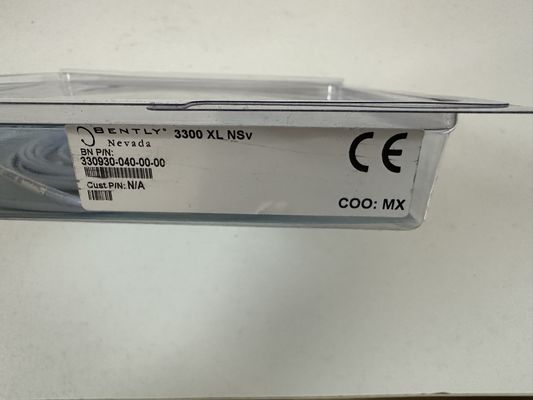 BENTLY® 3300 XL NSv
Nevada
BN P/N:
330930-040-00-00
Cust.P/N: N/A
CE
COO: MX